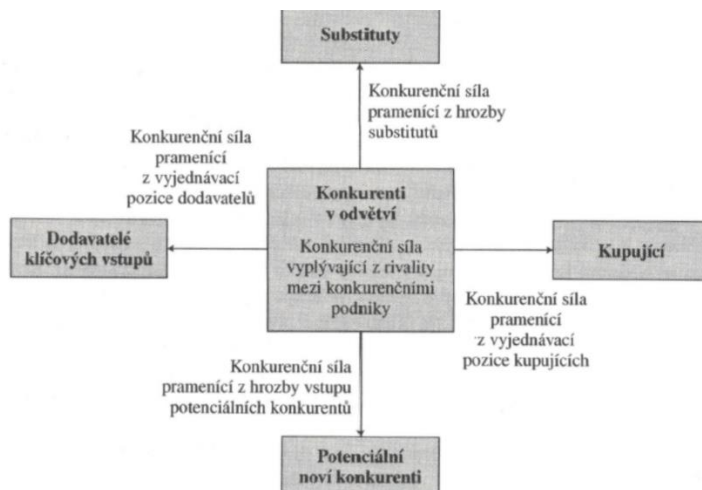 Substituty
Konkurenční síla
pramenící z hrozby
substitutů
Konkurenční síla
pramenící
z vyjednávací
pozice dodavatelů
Konkurenti
v odvětví
Konkurenční síla
vyplývající z rivality
mezi konkurenčními
podniky
Dodavatelé
klíčových vstupů
Kupující
Konkurenční síla
pramenící
z vyjednávací
pozice kupujících
Konkurenční síla
pramenící z hrozby vstupu
potenciálních konkurentů
Potenciální
noví konkurenti